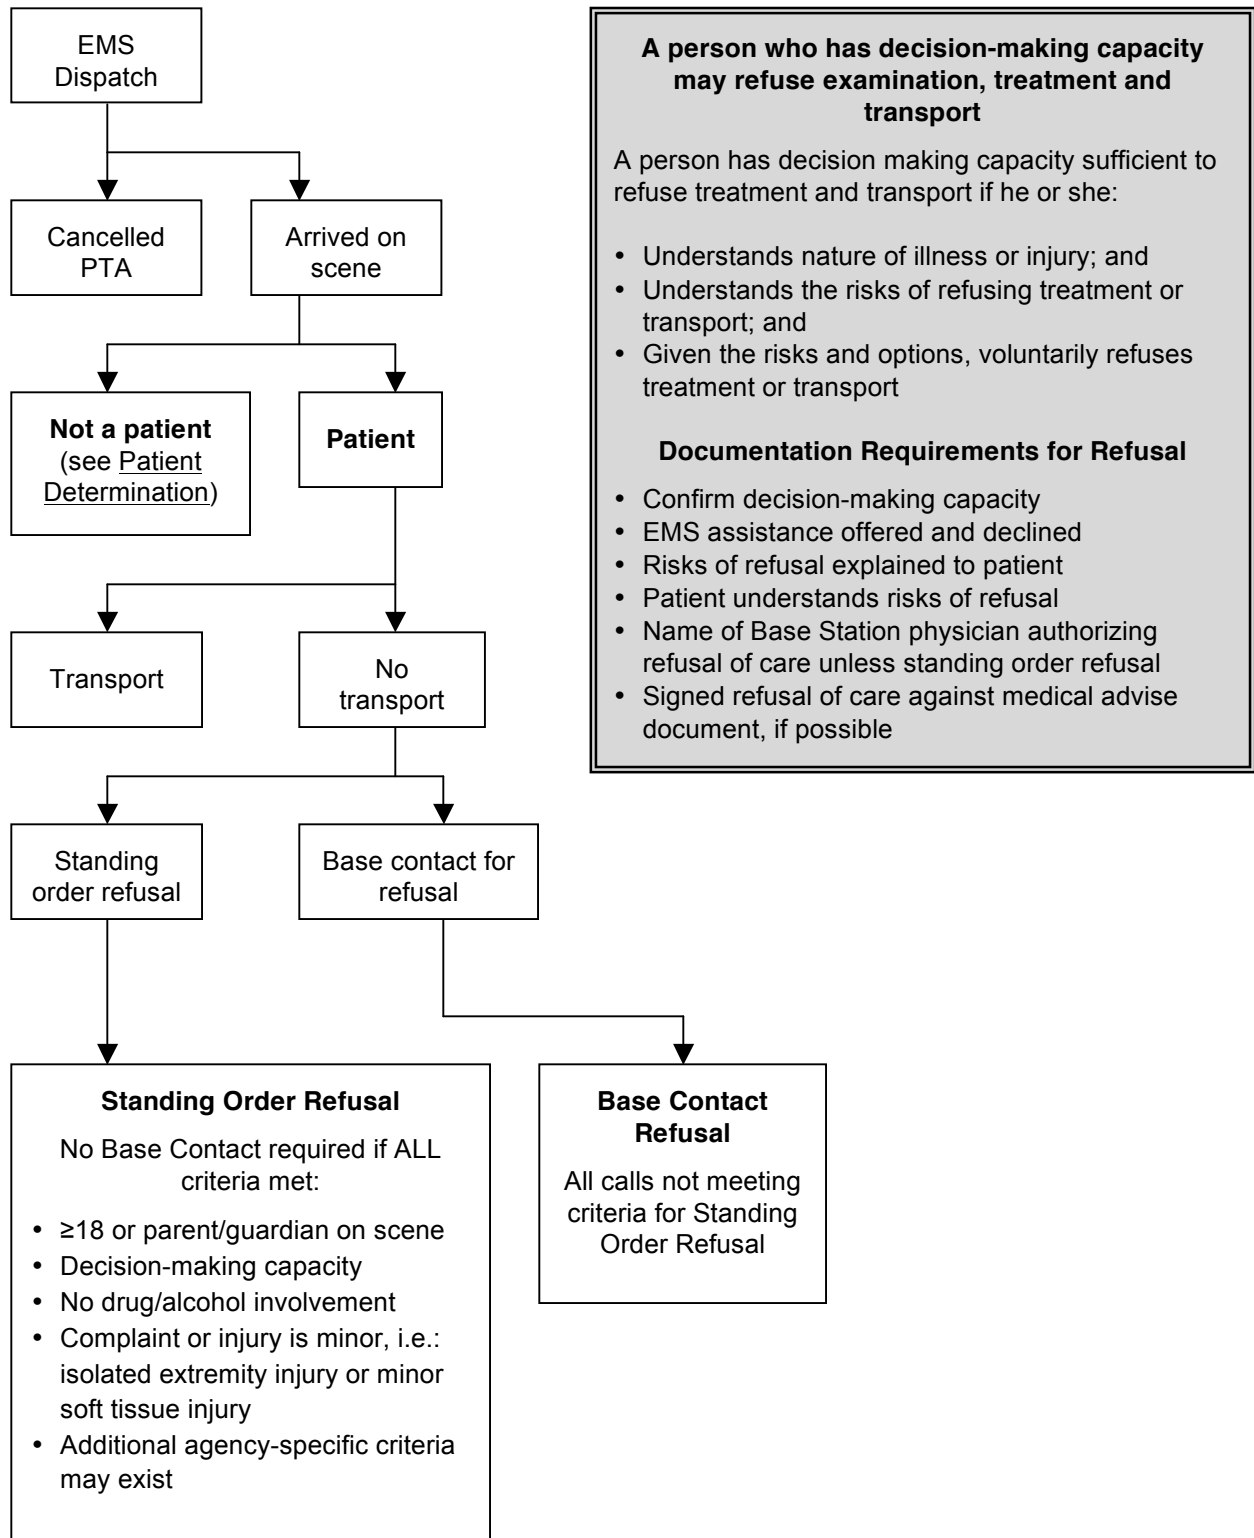 EMS
Dispatch
Cancelled
PTA
Arrived on
scene
Not a patient
(see Patient
Determination)
Patient
Transport
No
transport
Standing
order refusal
Base contact for
refusal
Standing Order Refusal
No Base Contact required if ALL
criteria met:
• ≥18 or parent/guardian on scene
• Decision-making capacity
• No drug/alcohol involvement
• Complaint or injury is minor, i.e.:
isolated extremity injury or minor
soft tissue injury
• Additional agency-specific criteria
may exist
Base Contact
Refusal
All calls not meeting
criteria for Standing
Order Refusal
A person who has decision-making capacity
may refuse examination, treatment and
transport
A person has decision making capacity sufficient to
refuse treatment and transport if he or she:
• Understands nature of illness or injury; and
• Understands the risks of refusing treatment or
transport; and
• Given the risks and options, voluntarily refuses
treatment or transport
Documentation Requirements for Refusal
• Confirm decision-making capacity
• EMS assistance offered and declined
• Risks of refusal explained to patient
• Patient understands risks of refusal
• Name of Base Station physician authorizing
refusal of care unless standing order refusal
• Signed refusal of care against medical advise
document, if possible